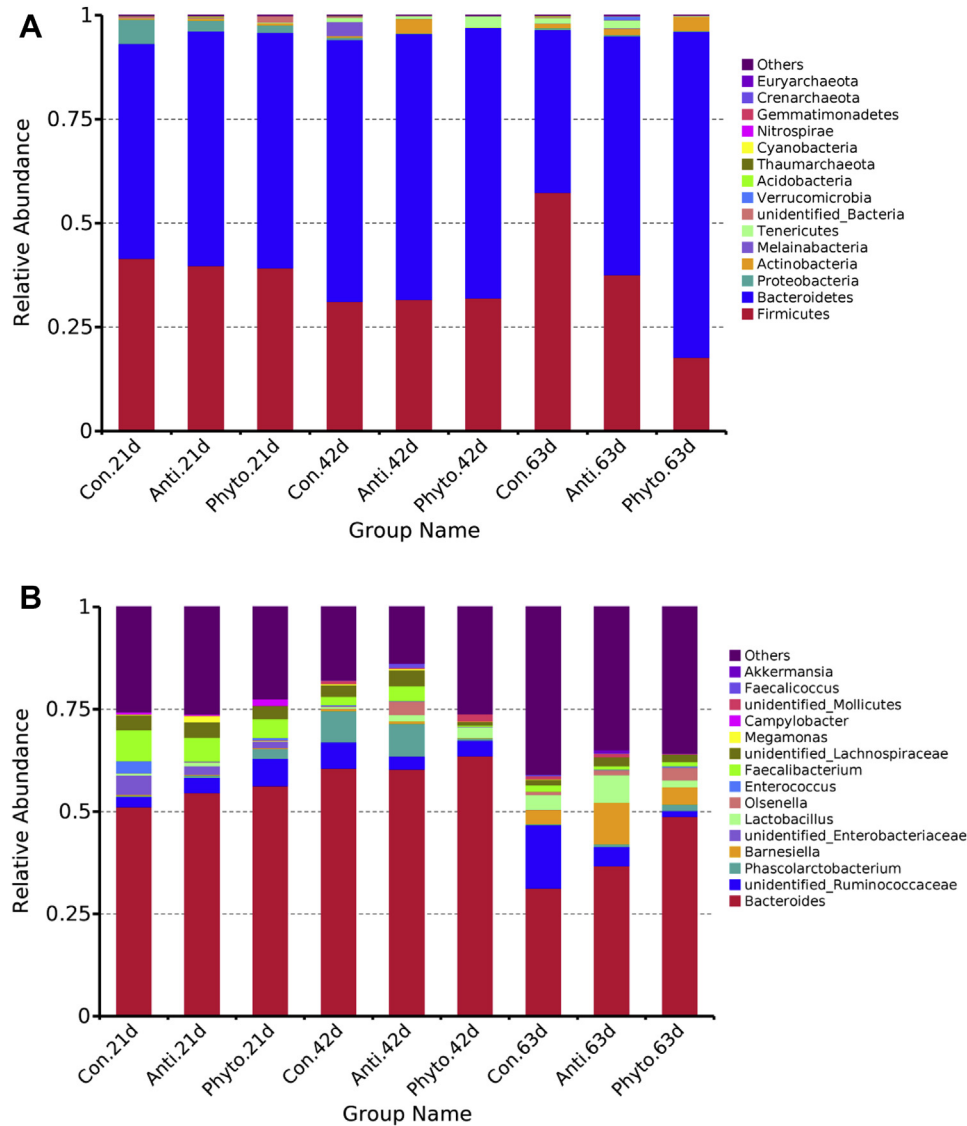 A
Relative Abundance
1
0.75
0.5
0.25
0
Con.21d
Anti.21d
Phyto.21d
Con.42d
Anti.42d
Phyto.42d
Con.63d
Anti.63d
Phyto.63d
Group Name
Others
Euryarchaeota
Crenarchaeota
Gemmatimonadetes
Nitrospirae
Cyanobacteria
Thaumarchaeota
Acidobacteria
Verrucomicrobia
unidentified_Bacteria
Tenericutes
Melainabacteria
Actinobacteria
Proteobacteria
Bacteroidetes
Firmicutes
B
Relative Abundance
1
0.75
0.5
0.25
0
Con.21d
Anti.21d
Phyto.21d
Con.42d
Anti.42d
Phyto.42d
Con.63d
Anti.63d
Phyto.63d
Group Name
Others
Akkermansia
Faecalicoccus
unidentified_Mollicutes
Campylobacter
Megamonas
unidentified_Lachnospiraceae
Faecalibacterium
Enterococcus
Olsenella
Lactobacillus
unidentified_Enterobacteriaceae
Barnesiella
Phascolarctobacterium
unidentified_Ruminococcaceae
Bacteroides